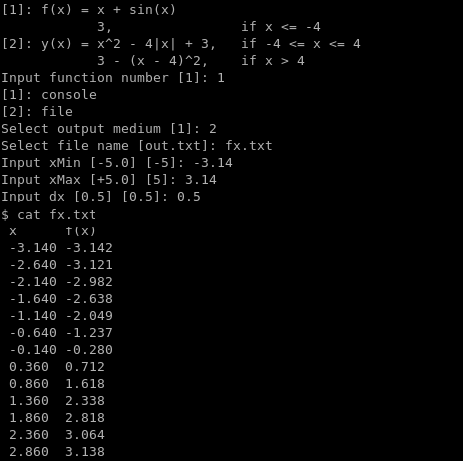 [1]: f(x) = x + sin(x)
            3,                if x <= -4
[2]: y(x) = x^2 - 4|x| + 3,   if -4 <= x <= 4
            3 - (x - 4)^2,    if x > 4
Input function number [1]: 1
[1]: console
[2]: file
Select output medium [1]: 2
Select file name [out.txt]: fx.txt
Input xMin [-5.0] [-5]: -3.14
Input xMax [+5.0] [5]: 3.14
Input dx [0.5] [0.5]: 0.5
$ cat fx.txt
 x      f(x)
 -3.140 -3.142
 -2.640 -3.121
 -2.140 -2.982
 -1.640 -2.638
 -1.140 -2.049
 -0.640 -1.237
 -0.140 -0.280
 0.360  0.712
 0.860  1.618
 1.360  2.338
 1.860  2.818
 2.360  3.064
 2.860  3.138